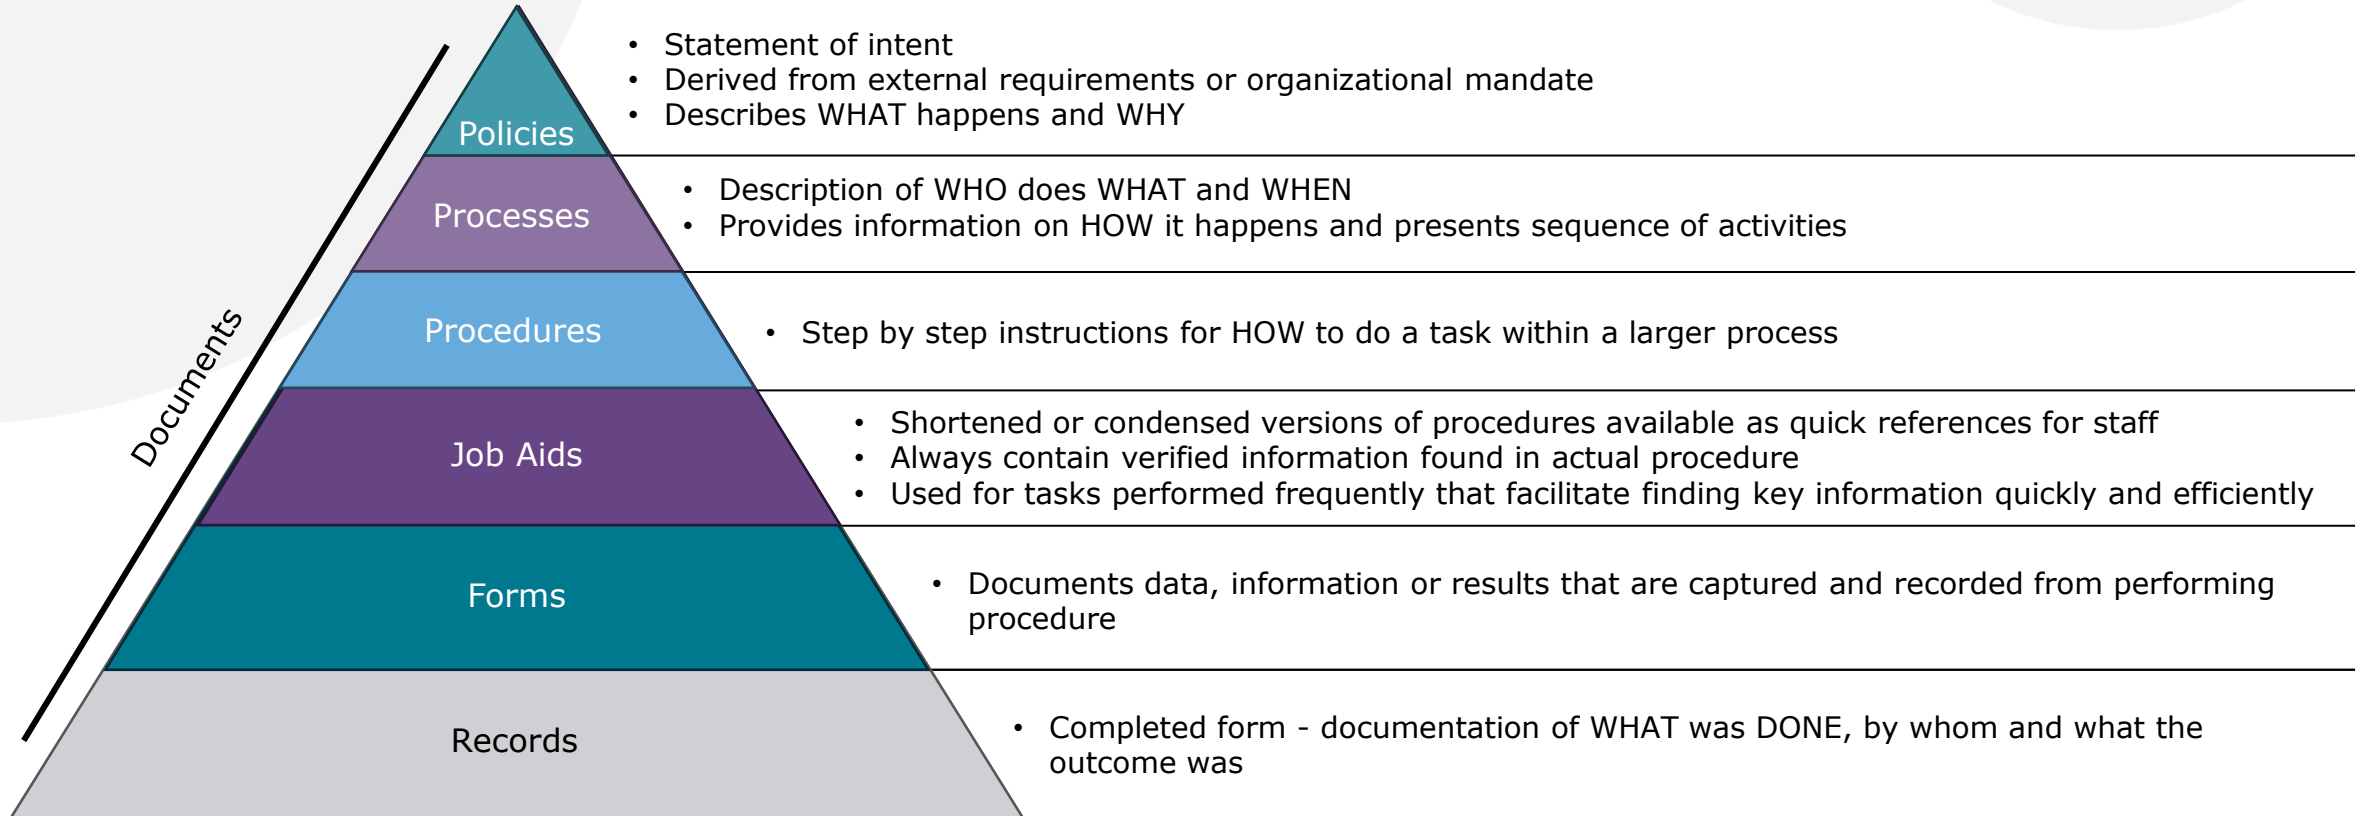 • Statement of intent
• Derived from external requirements or organizational mandate
• Describes WHAT happens and WHY
Policies
• Description of WHO does WHAT and WHEN
• Provides information on HOW it happens and presents sequence of activities
Processes
Documents
• Step by step instructions for HOW to do a task within a larger process
Procedures
• Shortened or condensed versions of procedures available as quick references for staff
• Always contain verified information found in actual procedure
• Used for tasks performed frequently that facilitate finding key information quickly and efficiently
Job Aids
• Documents data, information or results that are captured and recorded from performing
procedure
Forms
• Completed form - documentation of WHAT was DONE, by whom and what the
outcome was
Records